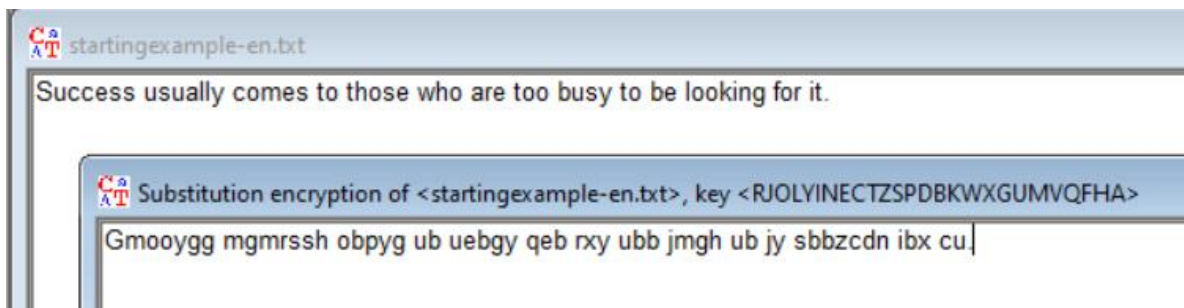 startingexample-en.txt
Success usually comes to those who are too busy to be looking for it.
Substitution encryption of <startingexample-en.txt>, key <RJOLYINECTZSPDBKWXGUMVQFHA>
Gmooygg mgmrssh obpyg ub uebgy qeb rxy ubb jmgh ub jy sbbzcdn ibx cu.